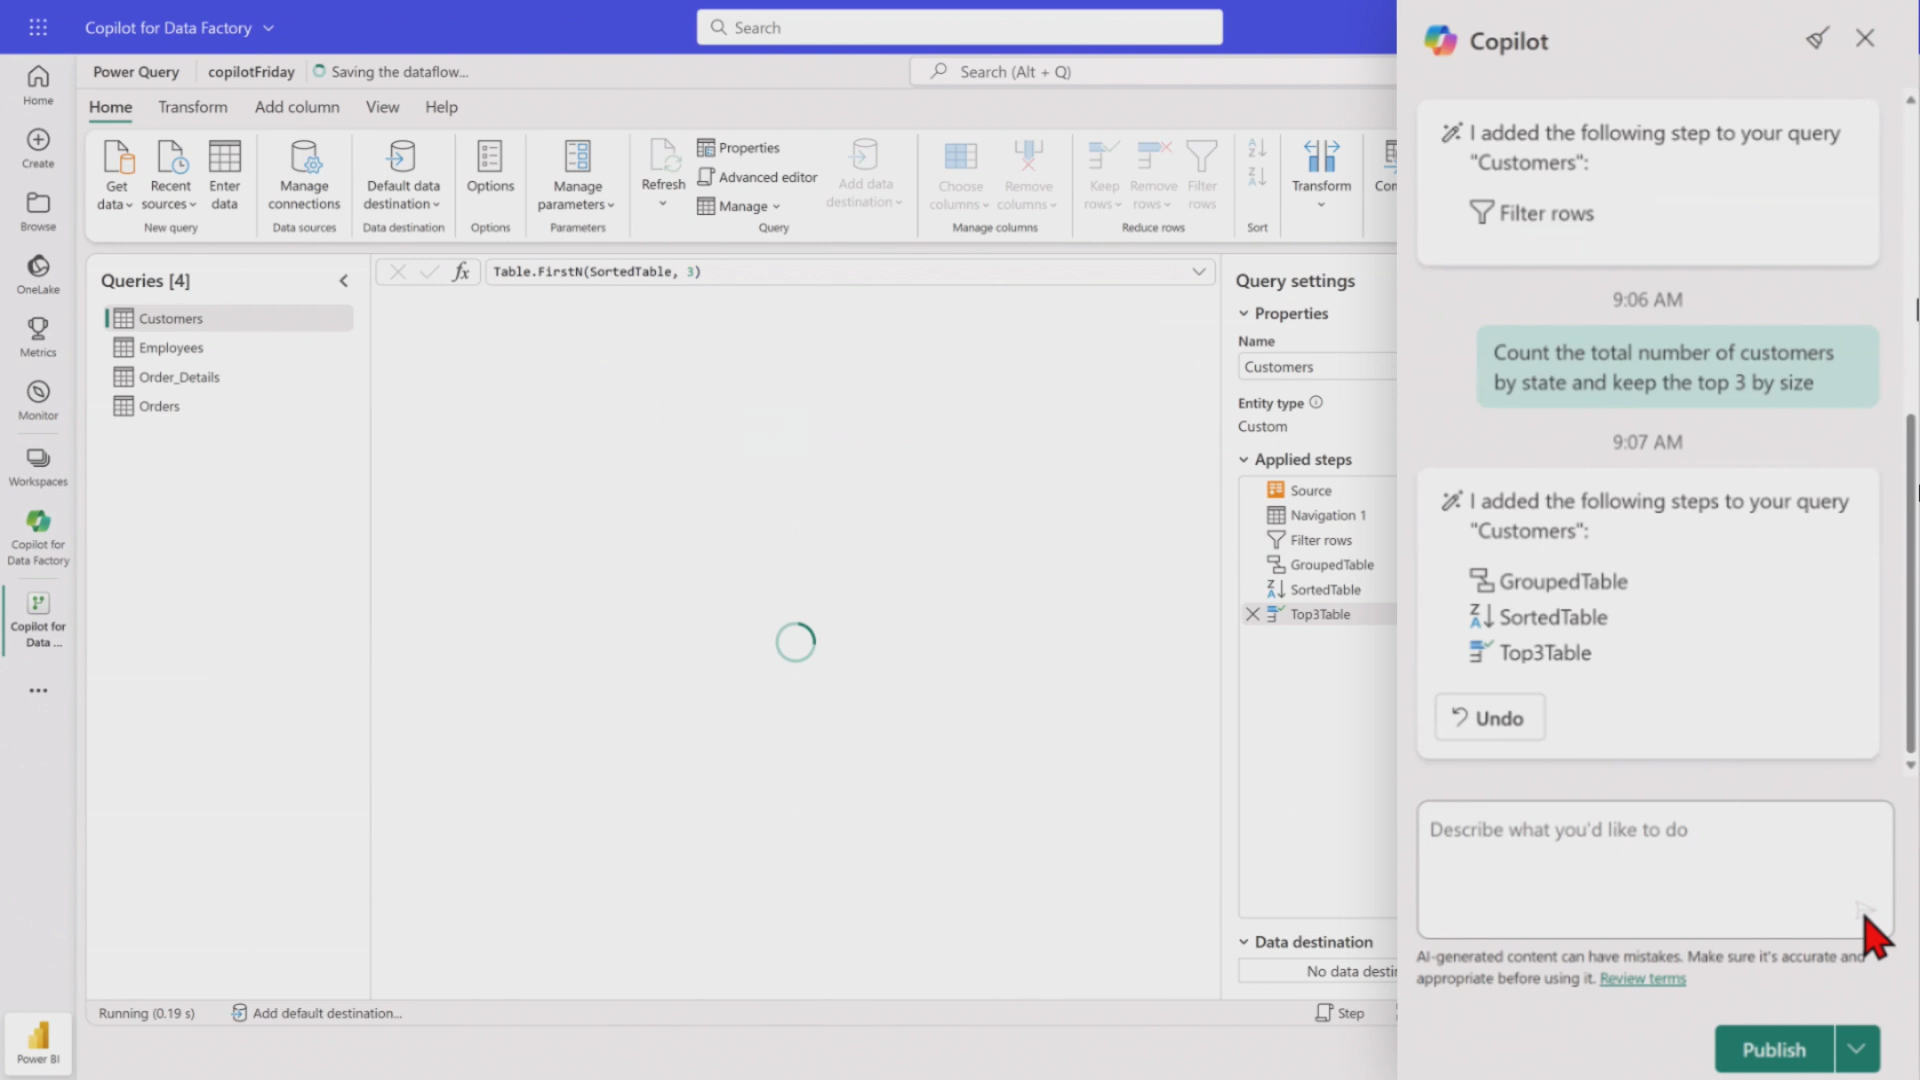 Copilot for Data Factory
Search
Copilot
Home
Create
Browse
OneLake
Metrics
Monitor
Workspaces
Copilot for
Data Factory
Copilot for
Data ...
Power BI
Power Query
copilotFriday
Saving the dataflow...
Search (Alt + Q)
Home
Transform
Add column
View
Help
Get
data
Recent
sources
Enter
data
New query
Manage
connections
Data sources
Default data
destination
Data destination
Options
Options
Manage
parameters
Parameters
Refresh
Properties
Advanced editor
Manage
Add data
destination
Query
Choose
columns
Remove
columns
Manage columns
Keep
rows
Remove
rows
Filter
rows
Reduce rows
Sort
Transform
Queries [4]
Customers
Employees
Order_Details
Orders
fx
Table.FirstN(SortedTable, 3)
Query settings
Properties
Name
Customers
Entity type
Custom
Applied steps
Source
Navigation 1
Filter rows
GroupedTable
SortedTable
Top3Table
Data destination
Running (0.19 s)
Add default destination...
Step
I added the following step to your query
"Customers":
Filter rows
9:06 AM
Count the total number of customers
by state and keep the top 3 by size
9:07 AM
I added the following steps to your query
"Customers":
GroupedTable
SortedTable
Top3Table
Undo
Describe what you'd like to do
AI-generated content can have mistakes. Make sure it's accurate and
appropriate before using it. Review terms
Publish